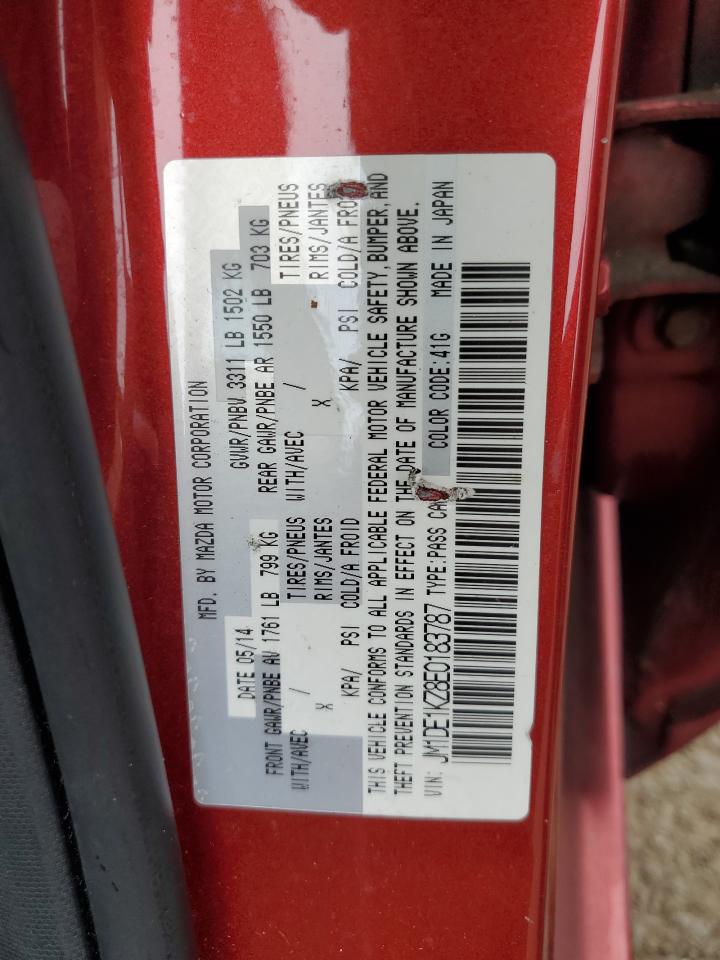 MFD. BY MAZDA MOTOR CORPORATION
DATE 05/14 GVWR/PNBV 3311 LB 1502 KG
FRONT GAWR/PNBE AV 1761 LB 799 KG REAR GAWR/PNBE AR 1550 LB 703 KG
WITH/AVEC / TIRES/PNEUS WITH/AVEC / TIRES/PNEUS
X RIMS/JANTES X RIMS/JANTES
KPA/ PSI COLD/A FROID KPA/ PSI COLD/A FROID
THIS VEHICLE CONFORMS TO ALL APPLICABLE FEDERAL MOTOR VEHICLE SAFETY, BUMPER, AND
THEFT PREVENTION STANDARDS IN EFFECT ON THE DATE OF MANUFACTURE SHOWN ABOVE.
VIN: JM1DE1KZ8E0183787 TYPE:PASS CAR COLOR CODE:41G MADE IN JAPAN